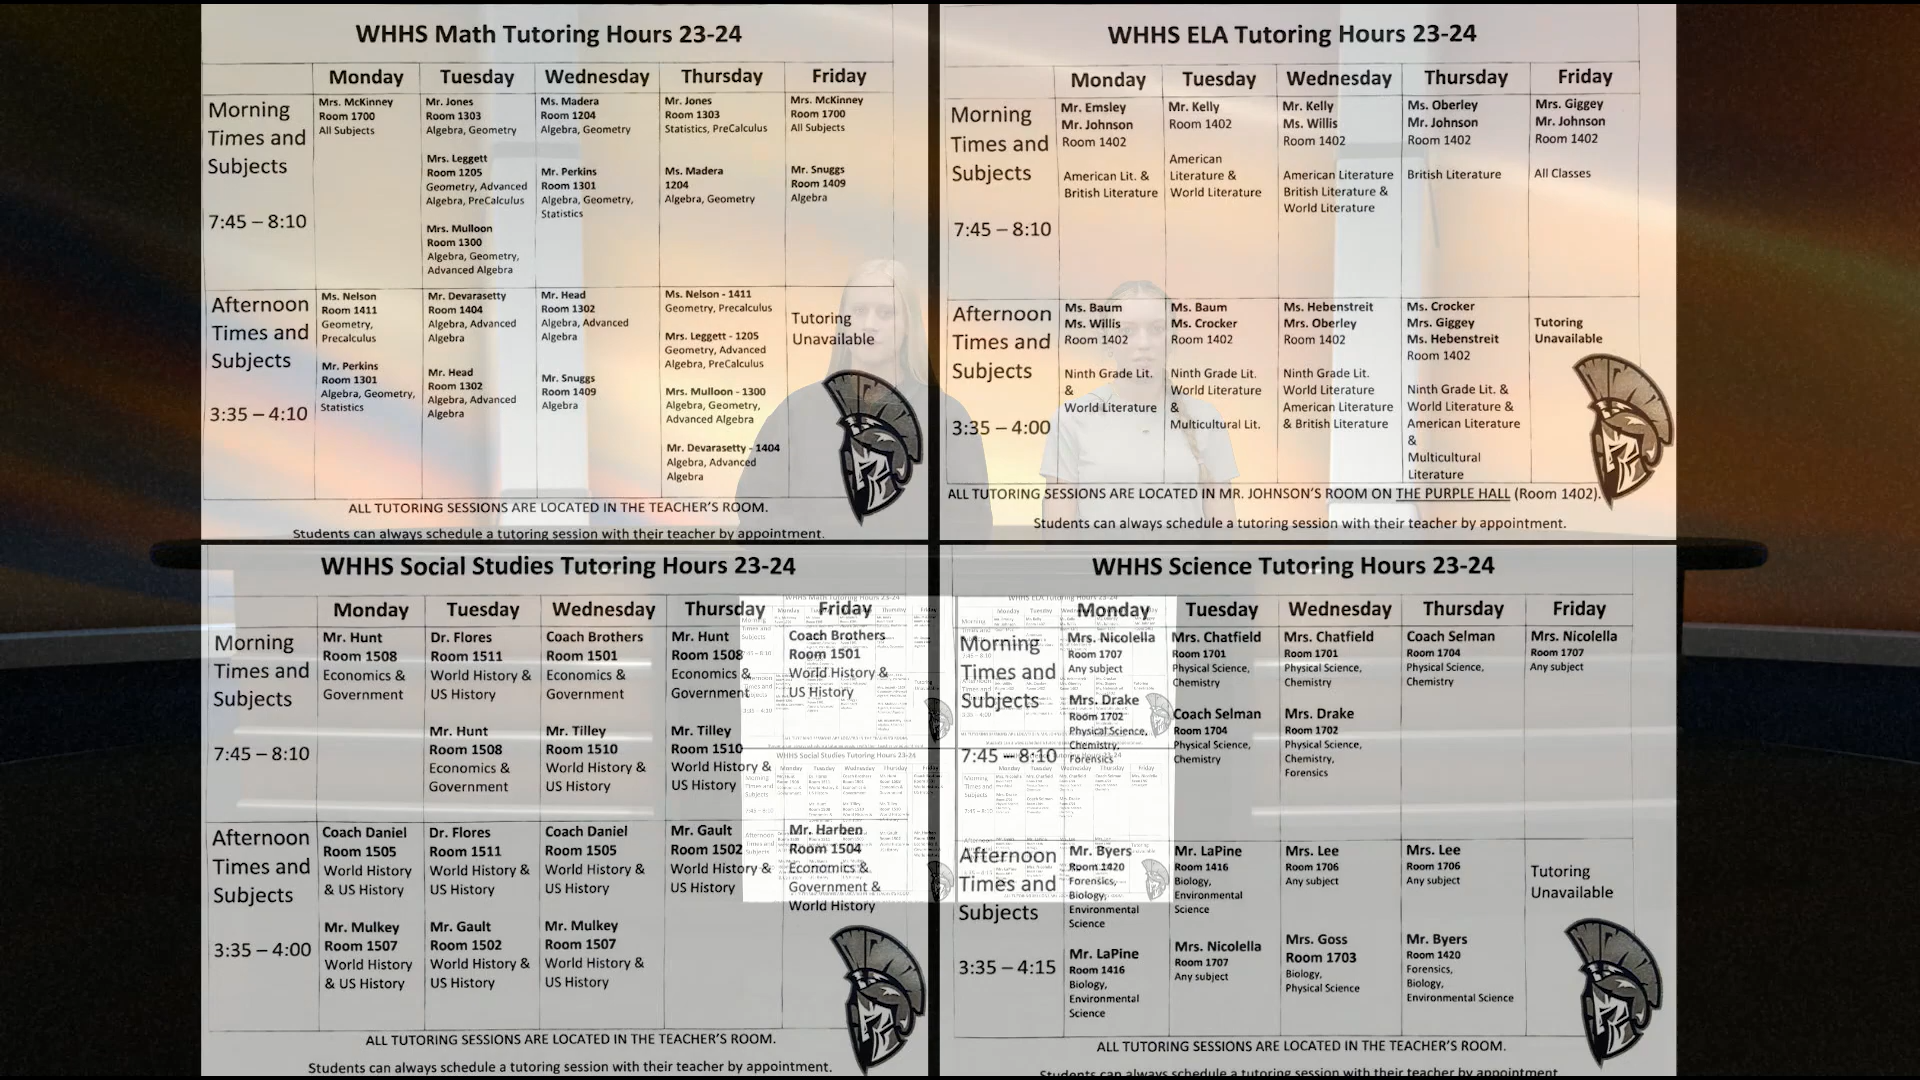 WHHS Math Tutoring Hours 23-24
Monday Tuesday Wednesday Thursday Friday
Morning Times and Subjects
7:45 – 8:10
Mrs. McKinney
Room 1700
All Subjects
Mr. Jones
Room 1303
Algebra, Geometry
Mrs. Leggett
Room 1205
Geometry, Advanced
Algebra, PreCalculus
Mrs. Mulloon
Room 1300
Algebra, Geometry,
Advanced Algebra
Ms. Madera
Room 1204
Algebra, Geometry
Mr. Perkins
Room 1301
Algebra, Geometry,
Statistics
Mr. Jones
Room 1303
Statistics, PreCalculus
Ms. Madera
1204
Algebra, Geometry
Mrs. McKinney
Room 1700
All Subjects
Mr. Snuggs
Room 1409
Algebra
Afternoon
Times and
Subjects
3:35 – 4:10
Ms. Nelson
Room 1411
Geometry,
Precalculus
Mr. Perkins
Room 1301
Algebra, Geometry,
Statistics
Mr. Devarasetty
Room 1404
Algebra, Advanced
Algebra
Mr. Head
Room 1302
Algebra, Advanced
Algebra
Mr. Head
Room 1302
Algebra, Advanced
Algebra
Mr. Snuggs
Room 1409
Algebra
Ms. Nelson - 1411
Geometry, Precalculus
Mrs. Leggett - 1205
Geometry, Advanced
Algebra, PreCalculus
Mrs. Mulloon - 1300
Algebra, Geometry,
Advanced Algebra
Mr. Devarasetty - 1404
Algebra, Advanced
Algebra
Tutoring
Unavailable
ALL TUTORING SESSIONS ARE LOCATED IN THE TEACHER'S ROOM.
Students can always schedule a tutoring session with their teacher by appointment.
WHHS ELA Tutoring Hours 23-24
Monday Tuesday Wednesday Thursday Friday
Morning
Times and
Subjects
7:45 – 8:10
Mr. Emsley
Mr. Johnson
Room 1402
American Lit. &
British Literature
Mr. Kelly
Room 1402
American
Literature &
World Literature
Mr. Kelly
Ms. Willis
Room 1402
American Literature
British Literature &
World Literature
Ms. Oberley
Mr. Johnson
Room 1402
British Literature
Mrs. Giggey
Mr. Johnson
Room 1402
All Classes
Afternoon
Times and
Subjects
3:35 – 4:00
Ms. Baum
Ms. Willis
Room 1402
Ninth Grade Lit.
&
World Literature
Ms. Baum
Ms. Crocker
Room 1402
Ninth Grade Lit.
World Literature
&
Multicultural Lit.
Ms. Hebenstreit
Mrs. Oberley
Room 1402
Ninth Grade Lit.
World Literature
American Literature
& British Literature
Ms. Crocker
Mrs. Giggey
Ms. Hebenstreit
Room 1402
Ninth Grade Lit. &
World Literature &
American Literature
&
Multicultural
Literature
Tutoring
Unavailable
ALL TUTORING SESSIONS ARE LOCATED IN MR. JOHNSON'S ROOM ON THE PURPLE HALL (Room 1402).
Students can always schedule a tutoring session with their teacher by appointment.
WHHS Social Studies Tutoring Hours 23-24
Monday Tuesday Wednesday Thursday Friday
Morning
Times and
Subjects
7:45 – 8:10
Mr. Hunt
Room 1508
Economics &
Government
Dr. Flores
Room 1511
World History &
US History
Mr. Hunt
Room 1508
Economics &
Government
Coach Brothers
Room 1501
Economics &
Government
Mr. Tilley
Room 1510
World History &
US History
Mr. Hunt
Room 1508
Economics &
Government
Mr. Tilley
Room 1510
World History &
US History
Coach Brothers
Room 1501
World History &
US History
Afternoon
Times and
Subjects
3:35 – 4:00
Coach Daniel
Room 1505
World History
& US History
Mr. Mulkey
Room 1507
World History
& US History
Dr. Flores
Room 1511
World History &
US History
Mr. Gault
Room 1502
World History &
US History
Coach Daniel
Room 1505
World History &
US History
Mr. Mulkey
Room 1507
World History &
US History
Mr. Gault
Room 1502
World History &
US History
Mr. Harben
Room 1504
Economics &
Government &
World History
ALL TUTORING SESSIONS ARE LOCATED IN THE TEACHER'S ROOM.
Students can always schedule a tutoring session with their teacher by appointment.
WHHS Science Tutoring Hours 23-24
Monday Tuesday Wednesday Thursday Friday
Morning
Times and
Subjects
7:45 – 8:10
Mrs. Nicolella
Room 1707
Any subject
Mrs. Drake
Room 1702
Physical Science,
Chemistry,
Forensics
Mrs. Chatfield
Room 1701
Physical Science,
Chemistry
Coach Selman
Room 1704
Physical Science,
Chemistry
Mrs. Chatfield
Room 1701
Physical Science,
Chemistry
Mrs. Drake
Room 1702
Physical Science,
Chemistry,
Forensics
Coach Selman
Room 1704
Physical Science,
Chemistry
Mrs. Nicolella
Room 1707
Any subject
Afternoon
Times and
Subjects
3:35 – 4:15
Mr. Byers
Room 1420
Forensics,
Biology,
Environmental
Science
Mr. LaPine
Room 1416
Biology,
Environmental
Science
Mr. LaPine
Room 1416
Biology,
Environmental
Science
Mrs. Nicolella
Room 1707
Any subject
Mrs. Lee
Room 1706
Any subject
Mrs. Goss
Room 1703
Biology,
Physical Science
Mrs. Lee
Room 1706
Any subject
Mr. Byers
Room 1420
Forensics,
Biology,
Environmental Science
Tutoring
Unavailable
ALL TUTORING SESSIONS ARE LOCATED IN THE TEACHER'S ROOM.
Students can always schedule a tutoring session with their teacher by appointment